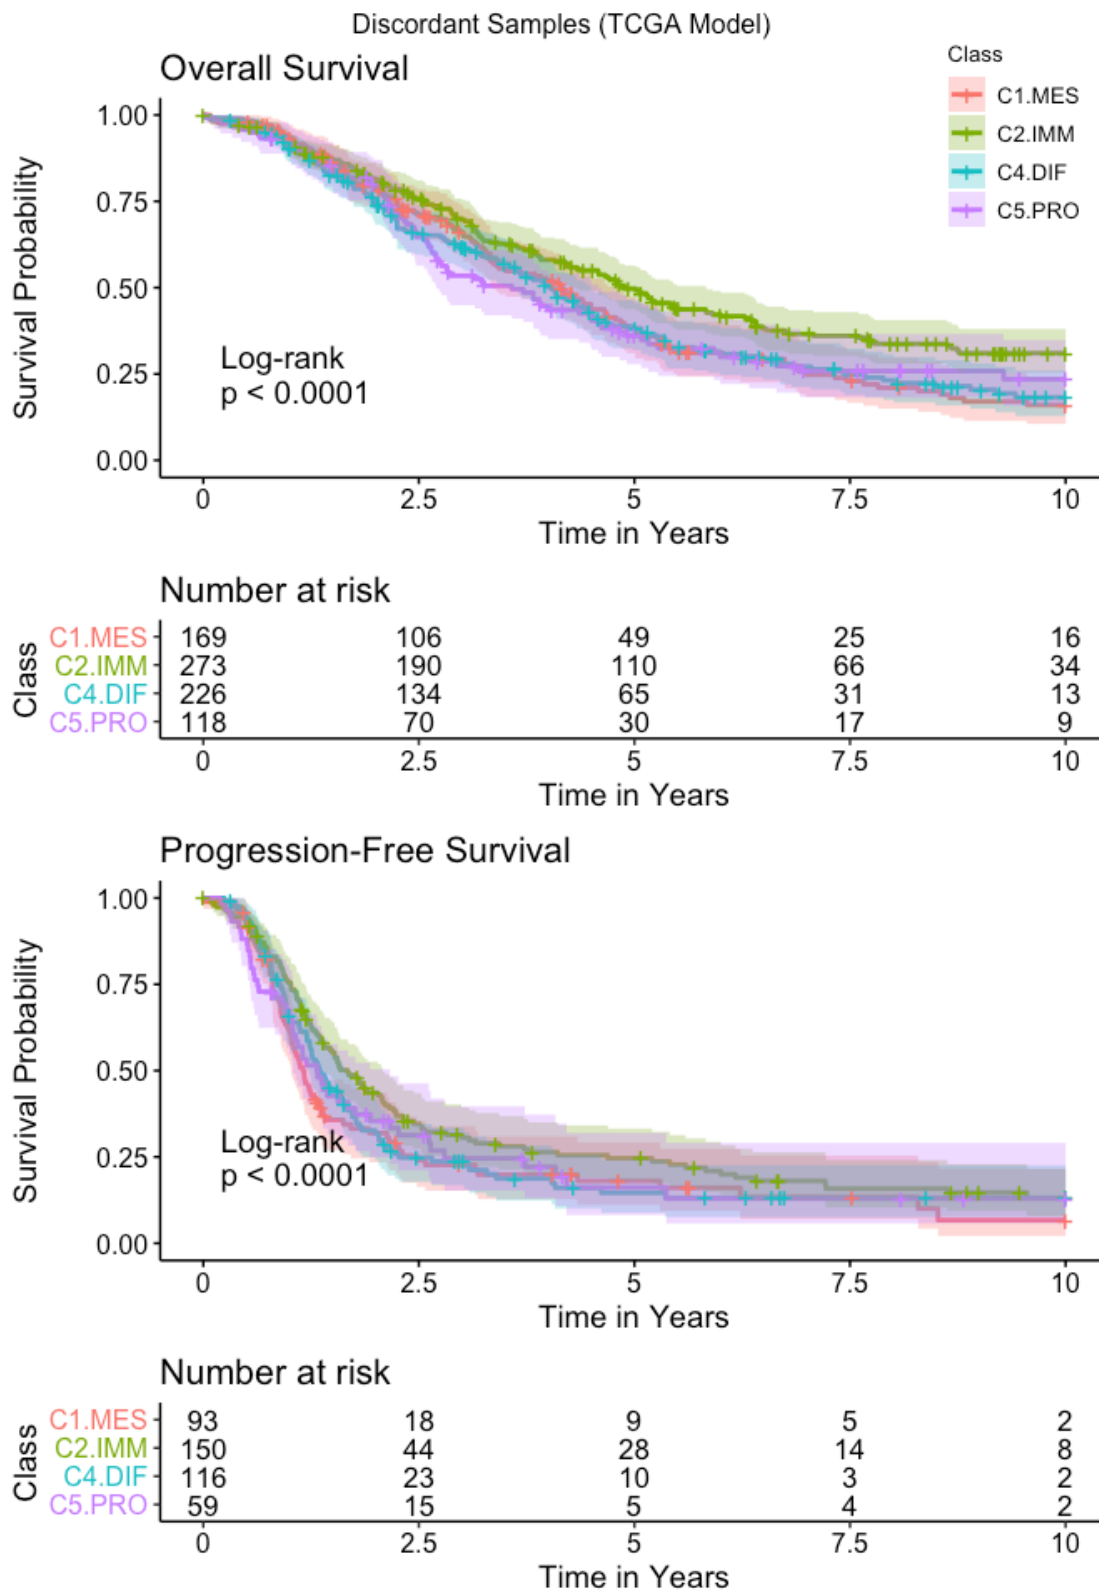 Discordant Samples (TCGA Model)
Overall Survival
Class
C1.MES
C2.IMM
C4.DIF
C5.PRO
Survival Probability
1.00
0.75
0.50
0.25
0.00
Log-rank
p < 0.0001
0 2.5 5 7.5 10
Time in Years
Number at risk
Class
C1.MES 169 106 49 25 16
C2.IMM 273 190 110 66 34
C4.DIF 226 134 65 31 13
C5.PRO 118 70 30 17 9
0 2.5 5 7.5 10
Time in Years
Progression-Free Survival
Survival Probability
1.00
0.75
0.50
0.25
0.00
Log-rank
p < 0.0001
0 2.5 5 7.5 10
Time in Years
Number at risk
Class
C1.MES 93 18 9 5 2
C2.IMM 150 44 28 14 8
C4.DIF 116 23 10 3 2
C5.PRO 59 15 5 4 2
0 2.5 5 7.5 10
Time in Years